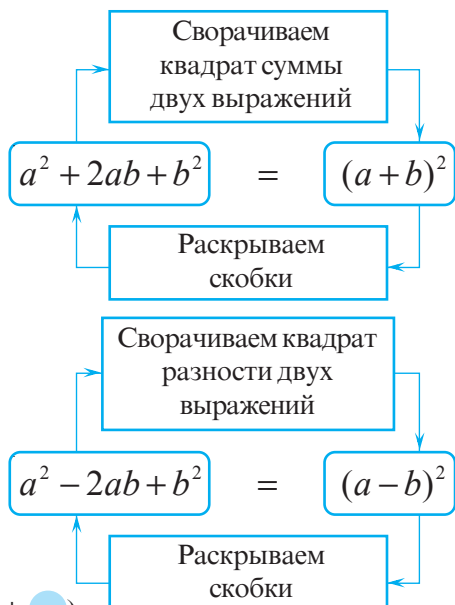 Сворачиваем
квадрат суммы
двух выражений
a² + 2ab + b² = (a + b)²
Раскрываем
скобки
Сворачиваем квадрат
разности двух
выражений
a² − 2ab + b² = (a − b)²
Раскрываем
скобки